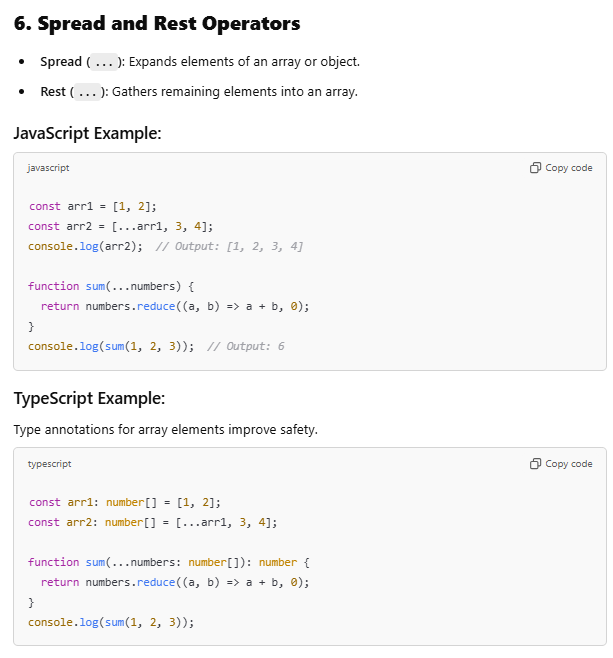 6. Spread and Rest Operators
• Spread (...): Expands elements of an array or object.
• Rest (...): Gathers remaining elements into an array.
JavaScript Example:
javascript Copy code
const arr1 = [1, 2];
const arr2 = [...arr1, 3, 4];
console.log(arr2);  // Output: [1, 2, 3, 4]
function sum(...numbers) {
  return numbers.reduce((a, b) => a + b, 0);
}
console.log(sum(1, 2, 3));  // Output: 6
TypeScript Example:
Type annotations for array elements improve safety.
typescript Copy code
const arr1: number[] = [1, 2];
const arr2: number[] = [...arr1, 3, 4];
function sum(...numbers: number[]): number {
  return numbers.reduce((a, b) => a + b, 0);
}
console.log(sum(1, 2, 3));